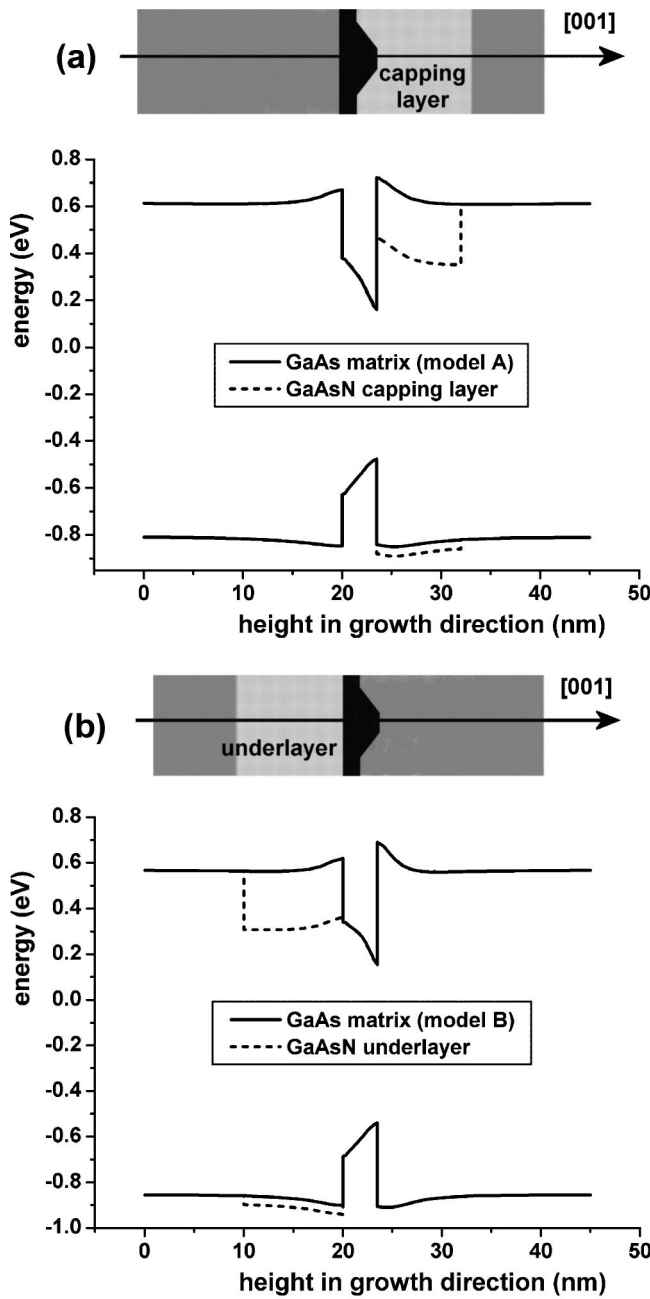 (a)
[001]
capping
layer
0.8
0.6
0.4
0.2
0.0
-0.2
-0.4
-0.6
-0.8
energy (eV)
GaAs matrix (model A)
GaAsN capping layer
0 10 20 30 40 50
height in growth direction (nm)
(b)
[001]
underlayer
0.8
0.6
0.4
0.2
0.0
-0.2
-0.4
-0.6
-0.8
-1.0
energy (eV)
GaAs matrix (model B)
GaAsN underlayer
0 10 20 30 40 50
height in growth direction (nm)